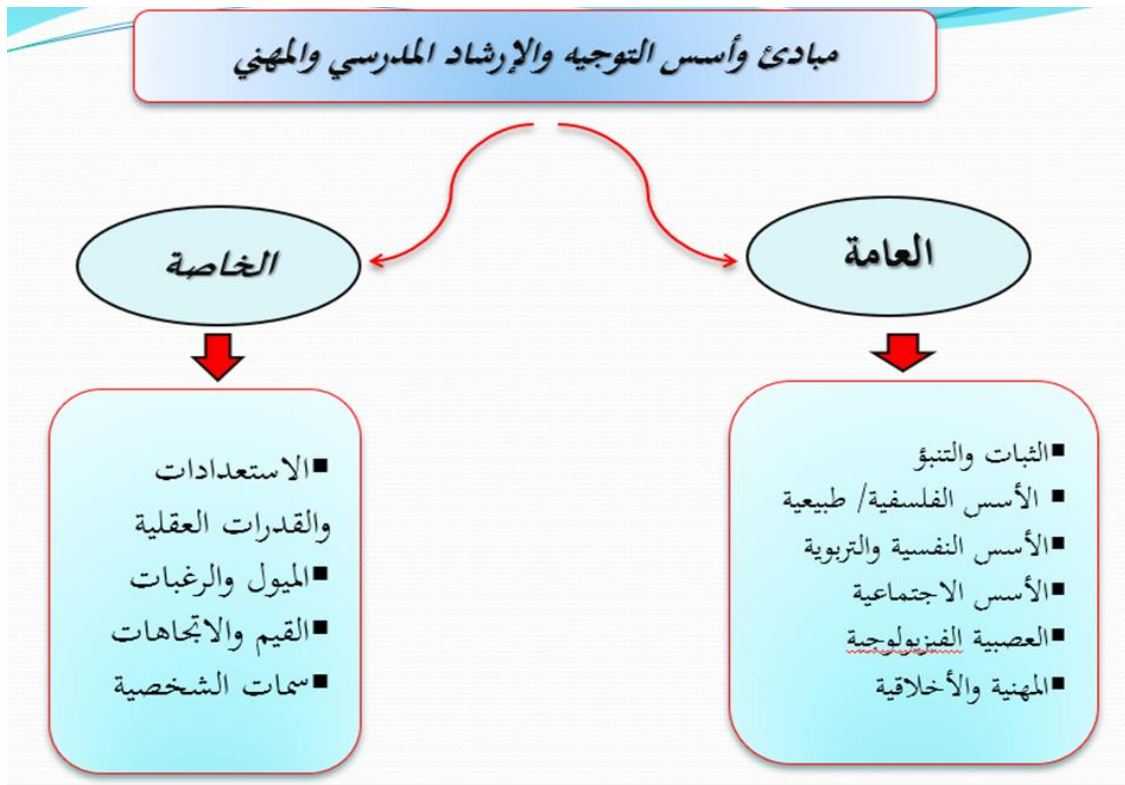 مبادئ وأسس التوجيه والإرشاد المدرسي والمهني
العامة
▪الثبات والتنبؤ
▪ الأسس الفلسفية/ طبيعية
▪الأسس النفسية والتربوية
▪الأسس الاجتماعية
▪العصبية الفيزيولوجية
▪المهنية والأخلاقية
الخاصة
▪الاستعدادات
والقدرات العقلية
▪الميول والرغبات
▪القيم والاتجاهات
▪سمات الشخصية